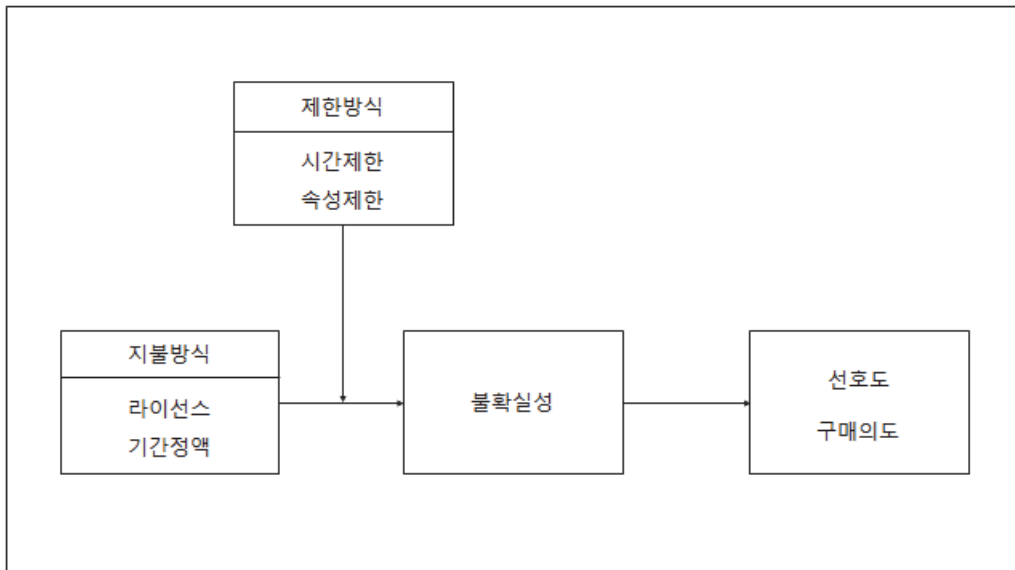 제한방식
시간제한
속성제한
지불방식
라이선스
기간정액
불확실성
선호도
구매의도